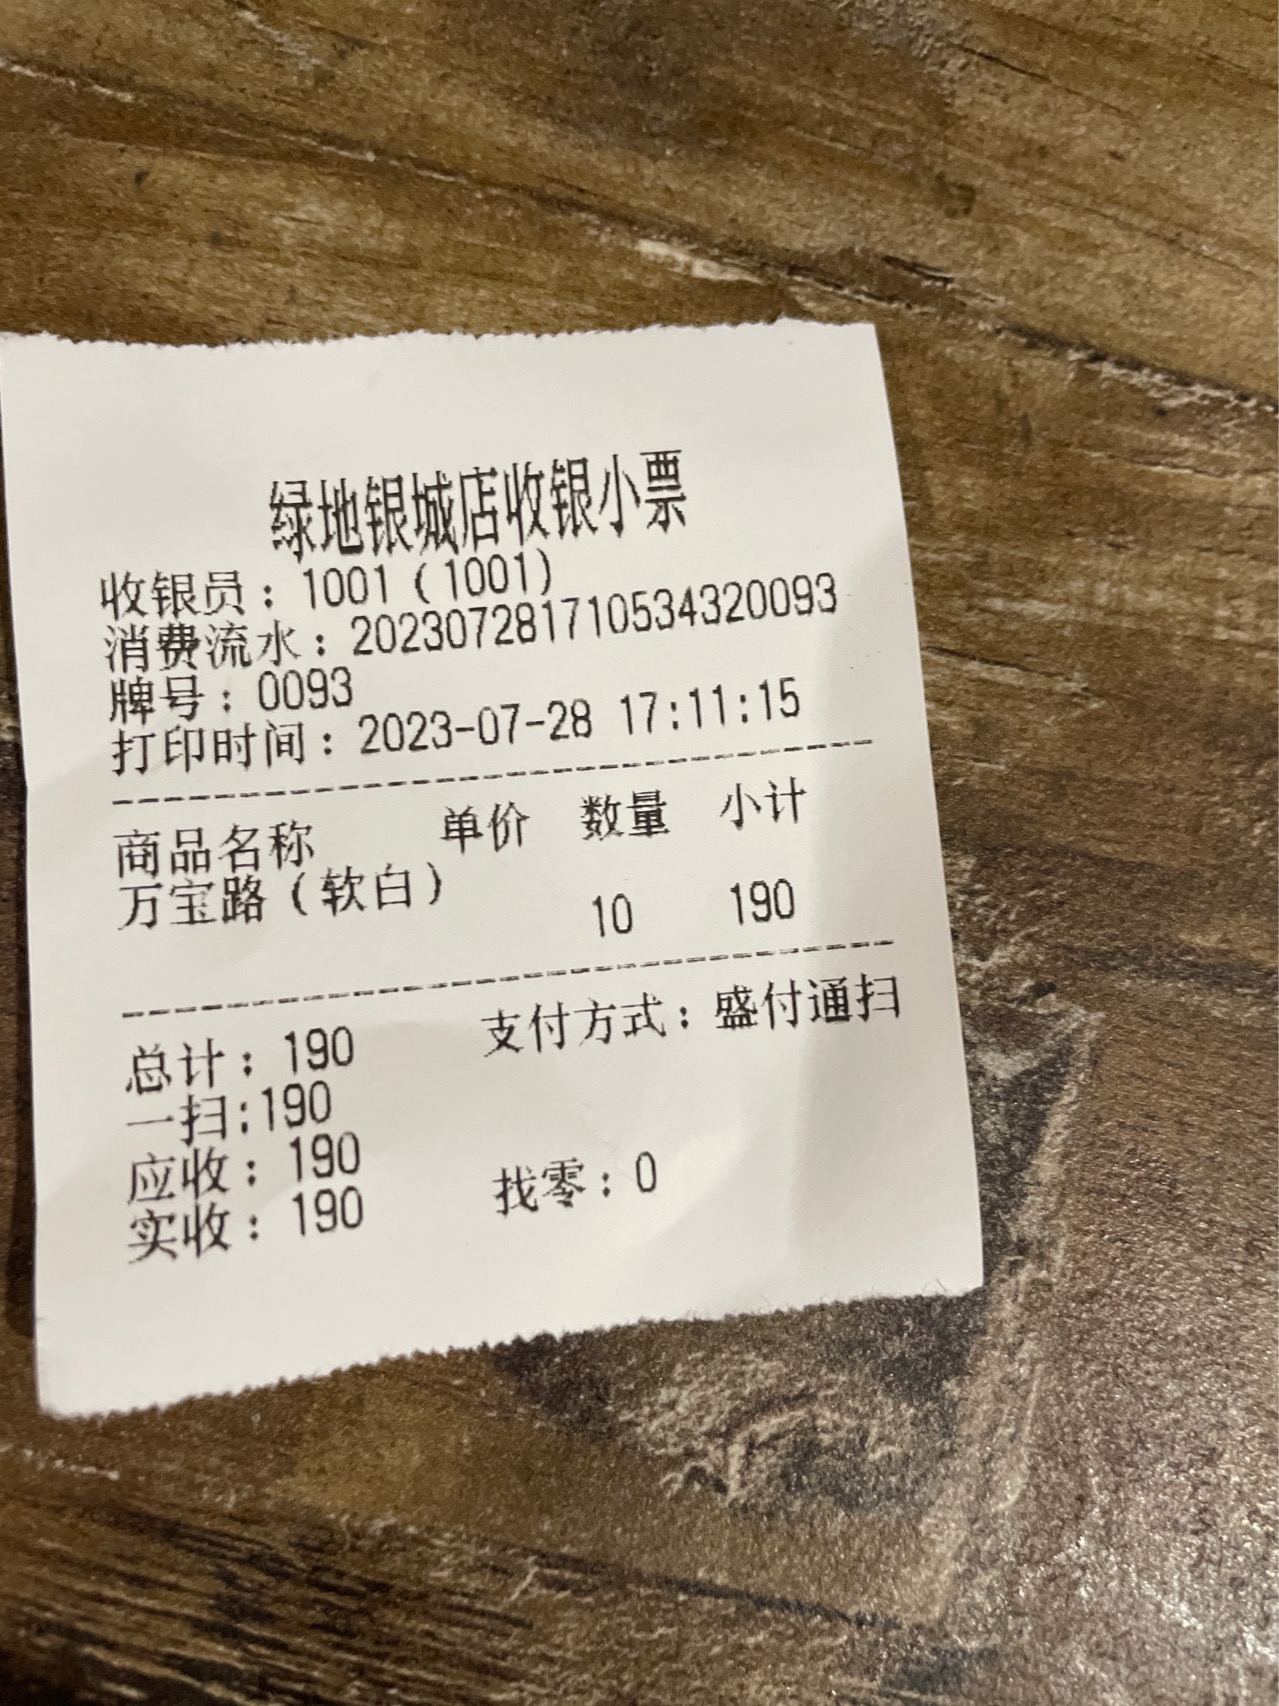 绿地银城店收银小票
收银员：1001(1001)
消费流水：2023072817105343200​93
牌号：0093
打印时间：2023-07-28 17:11:15
商品名称 单价 数量 小计
万宝路(软白)
10 190
总计：190 支付方式：盛付通扫
一扫:190
应收：190
实收：190 找零：0